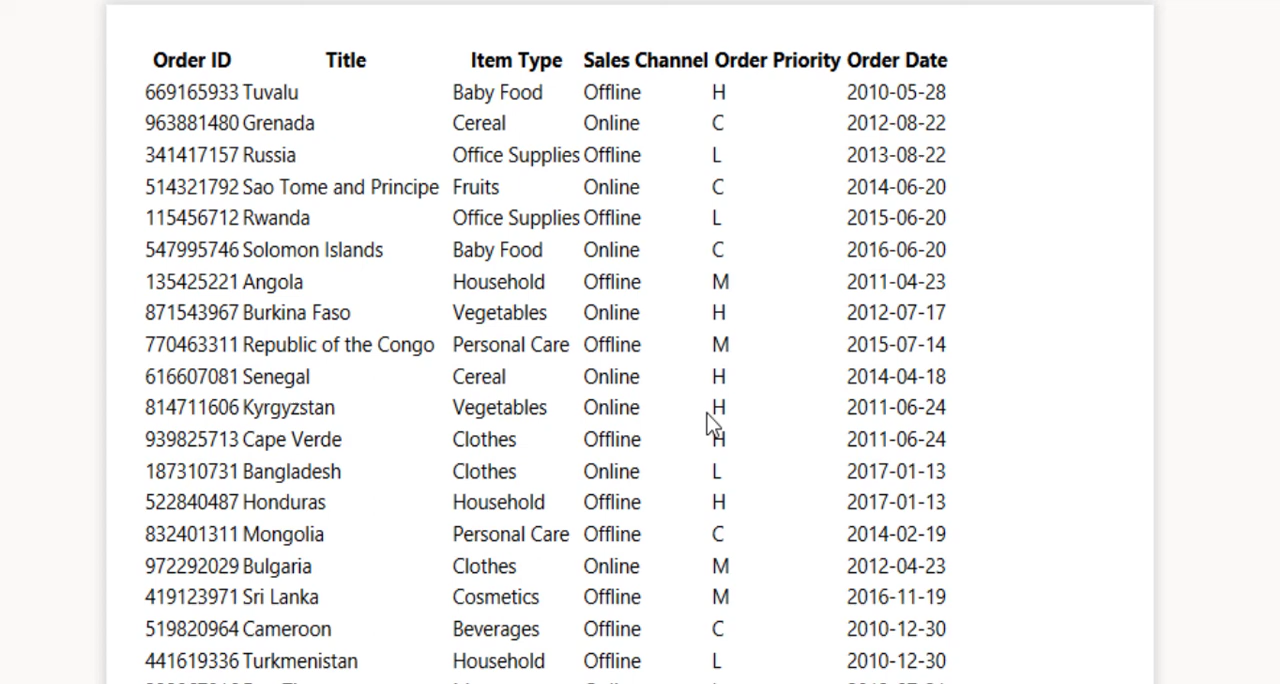 Order ID Title Item Type Sales Channel Order Priority Order Date
669165933 Tuvalu Baby Food Offline H 2010-05-28
963881480 Grenada Cereal Online C 2012-08-22
341417157 Russia Office Supplies Offline L 2013-08-22
514321792 Sao Tome and Principe Fruits Online C 2014-06-20
115456712 Rwanda Office Supplies Offline L 2015-06-20
547995746 Solomon Islands Baby Food Online C 2016-06-20
135425221 Angola Household Offline M 2011-04-23
871543967 Burkina Faso Vegetables Online H 2012-07-17
770463311 Republic of the Congo Personal Care Offline M 2015-07-14
616607081 Senegal Cereal Online H 2014-04-18
814711606 Kyrgyzstan Vegetables Online H 2011-06-24
939825713 Cape Verde Clothes Offline H 2011-06-24
187310731 Bangladesh Clothes Online L 2017-01-13
522840487 Honduras Household Offline H 2017-01-13
832401311 Mongolia Personal Care Offline C 2014-02-19
972292029 Bulgaria Clothes Online M 2012-04-23
419123971 Sri Lanka Cosmetics Offline M 2016-11-19
519820964 Cameroon Beverages Offline C 2010-12-30
441619336 Turkmenistan Household Offline L 2010-12-30